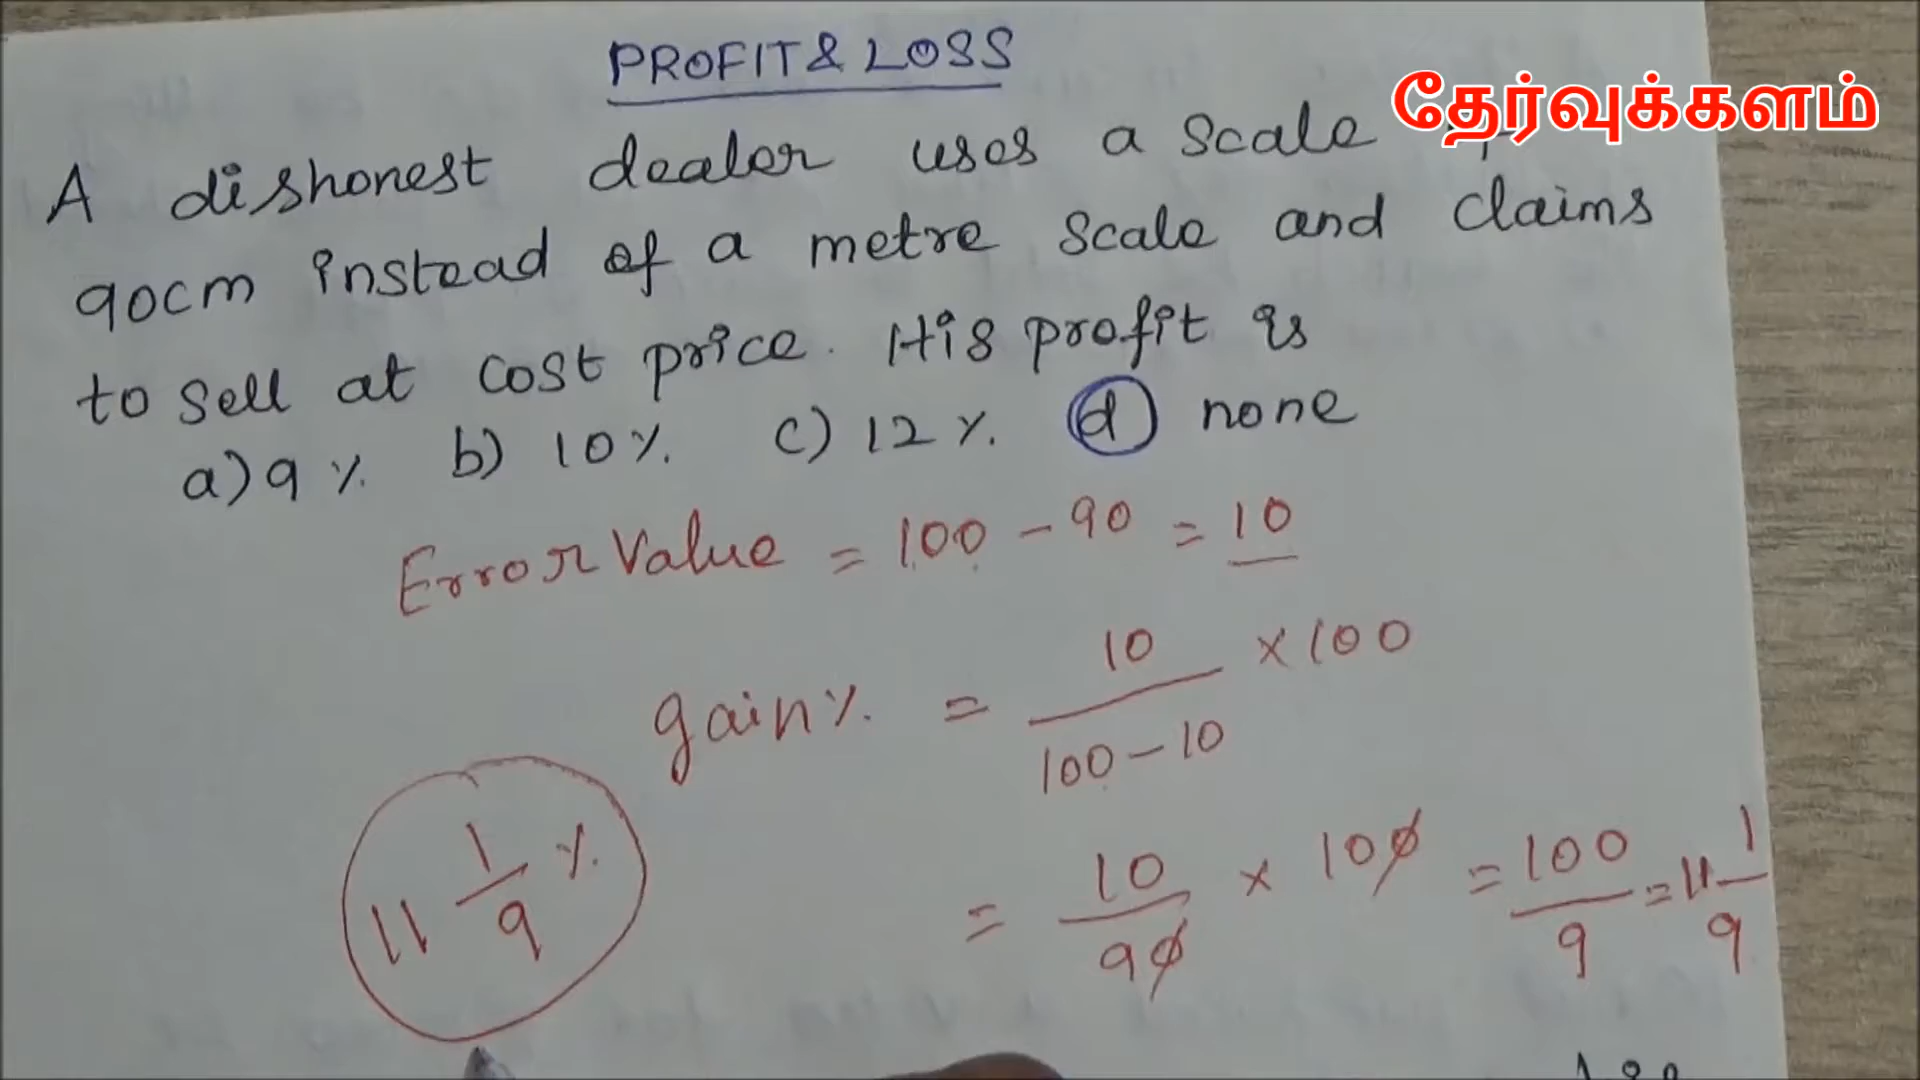 PROFIT & LOSS
தேர்வுக்களம்
A dishonest dealer uses a scale
90cm instead of a metre scale and claims
to sell at cost price. His profit is
a) 9 % b) 10 % c) 12 % d) none
Error Value = 100 - 90 = 10
gain % = 10 / 100 - 10 × 100
= 10 / 90 × 100 = 100 / 9 = 11 1/9
11 1/9 %